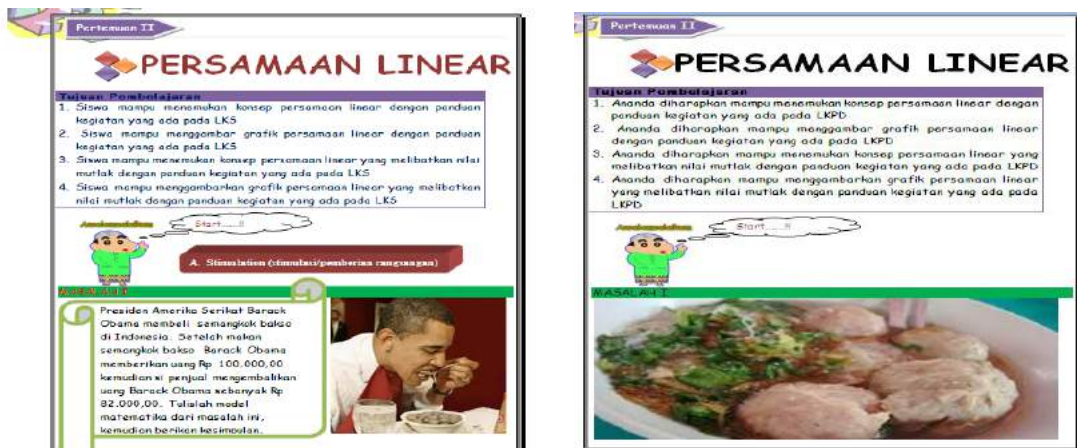 Pertemuan II
PERSAMAAN LINEAR
Tujuan Pembelajaran
1. Siswa mampu menemukan konsep persamaan linear dengan panduan
kegiatan yang ada pada LKS
2. Siswa mampu menggambar grafik persamaan linear dengan panduan
kegiatan yang ada pada LKS
3. Siswa mampu menemukan konsep persamaan linear yang melibatkan nilai
mutlak dengan panduan kegiatan yang ada pada LKS
4. Siswa mampu menggambarkan grafik persamaan linear yang melibatkan
nilai mutlak dengan panduan kegiatan yang ada pada LKS
Start.....!!
A. Stimulation (stimulasi/pemberian rangsangan)
MASALAH I
Presiden Amerika Serikat Barack
Obama membeli semangkok bakso
di Indonesia. Setelah makan
semangkok bakso Barack Obama
memberikan uang Rp 100.000,00
kemudian si penjual mengembalikan
uang Barack Obama sebanyak Rp
82.000,00. Tulislah model
matematika dari masalah ini,
kemudian berikan kesimpulan.
Pertemuan II
PERSAMAAN LINEAR
Tujuan Pembelajaran
1. Ananda diharapkan mampu menemukan konsep persamaan linear dengan
panduan kegiatan yang ada pada LKPD
2. Ananda diharapkan mampu menggambar grafik persamaan linear
dengan panduan kegiatan yang ada pada LKPD
3. Ananda diharapkan mampu menemukan konsep persamaan linear yang
melibatkan nilai mutlak dengan panduan kegiatan yang ada pada LKPD
4. Ananda diharapkan mampu menggambarkan grafik persamaan linear
yang melibatkan nilai mutlak dengan panduan kegiatan yang ada pada
LKPD
Start.....!!
MASALAH I